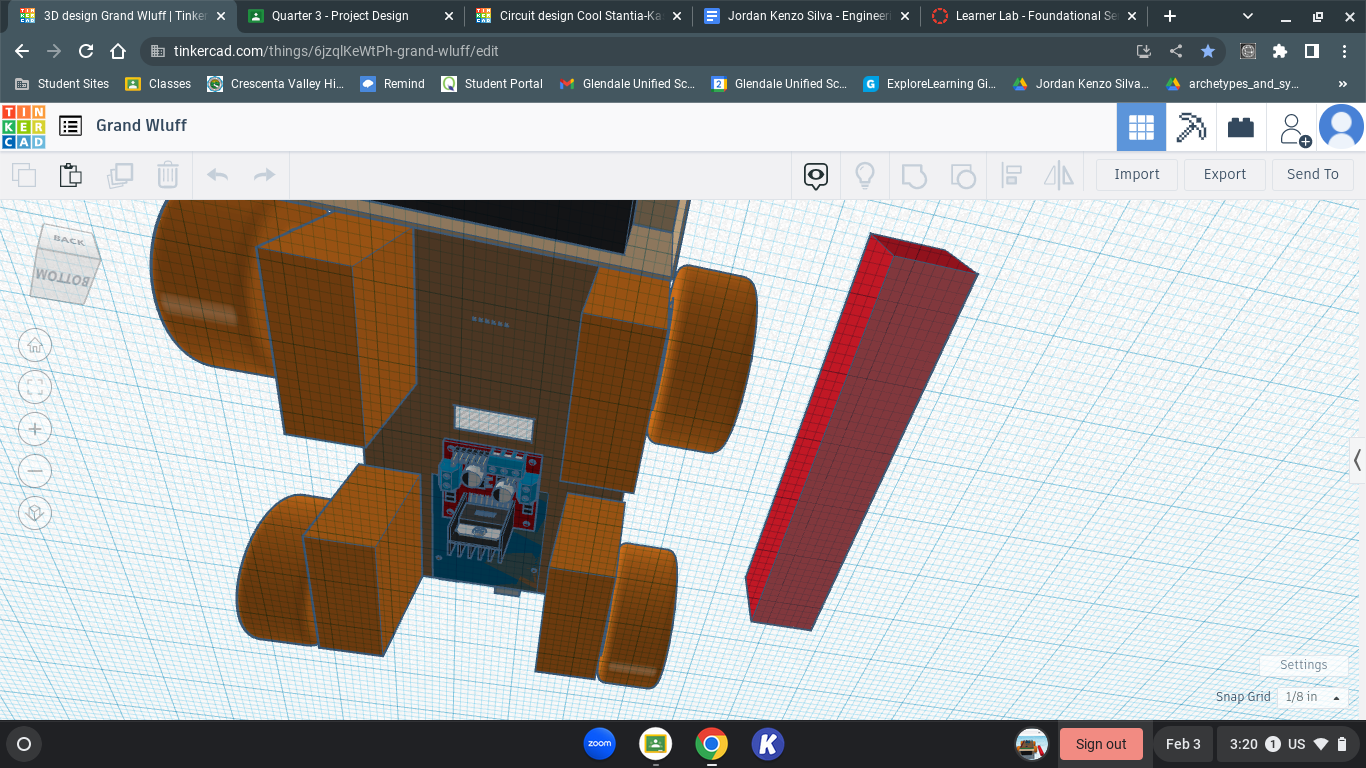 3D design Grand Wluff | Tinker
Quarter 3 - Project Design
Circuit design Cool Stantia-Ka
Jordan Kenzo Silva - Engineer
Learner Lab - Foundational Se
tinkercad.com/things/6jzqlKeWtPh-grand-wluff/edit
Student Sites
Classes
Crescenta Valley Hi...
Remind
Student Portal
Glendale Unified Sc...
Glendale Unified Sc...
ExploreLearning Gi...
Jordan Kenzo Silva...
archetypes_and_sy...
»
TIN
KER
CAD
Grand Wluff
Import
Export
Send To
BACK
BOTTOM
Settings
Snap Grid
1/8 in
zoom
K
Sign out
Feb 3
3:20
1
US